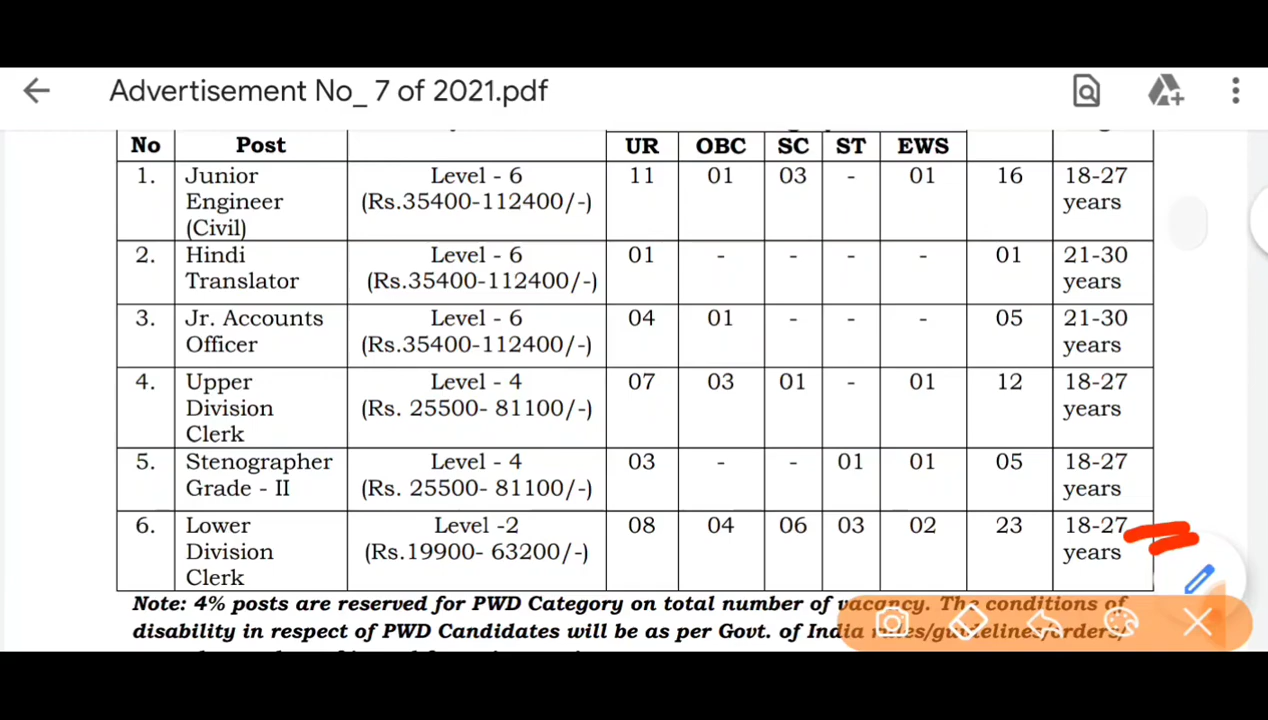 Advertisement No_ 7 of 2021.pdf
No Post UR OBC SC ST EWS
1. Junior Engineer (Civil) Level - 6 (Rs.35400-112400/-) 11 01 03 - 01 16 18-27 years
2. Hindi Translator Level - 6 (Rs.35400-112400/-) 01 - - - - 01 21-30 years
3. Jr. Accounts Officer Level - 6 (Rs.35400-112400/-) 04 01 - - - 05 21-30 years
4. Upper Division Clerk Level - 4 (Rs. 25500- 81100/-) 07 03 01 - 01 12 18-27 years
5. Stenographer Grade - II Level - 4 (Rs. 25500- 81100/-) 03 - - 01 01 05 18-27 years
6. Lower Division Clerk Level -2 (Rs.19900- 63200/-) 08 04 06 03 02 23 18-27 years
Note: 4% posts are reserved for PWD Category on total number of vacancy. The conditions of
disability in respect of PWD Candidates will be as per Govt. of India rules/guidelines/orders/